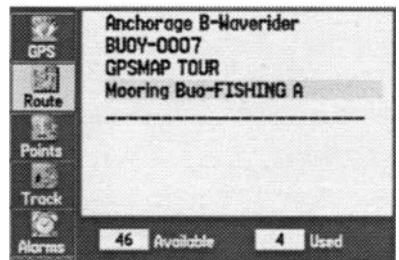 GPS
Route
Points
Track
Alarms
Anchorage B-Waverider
BUOY-0007
GPSMAP TOUR
Mooring Buo-FISHING A
46 Available 4 Used